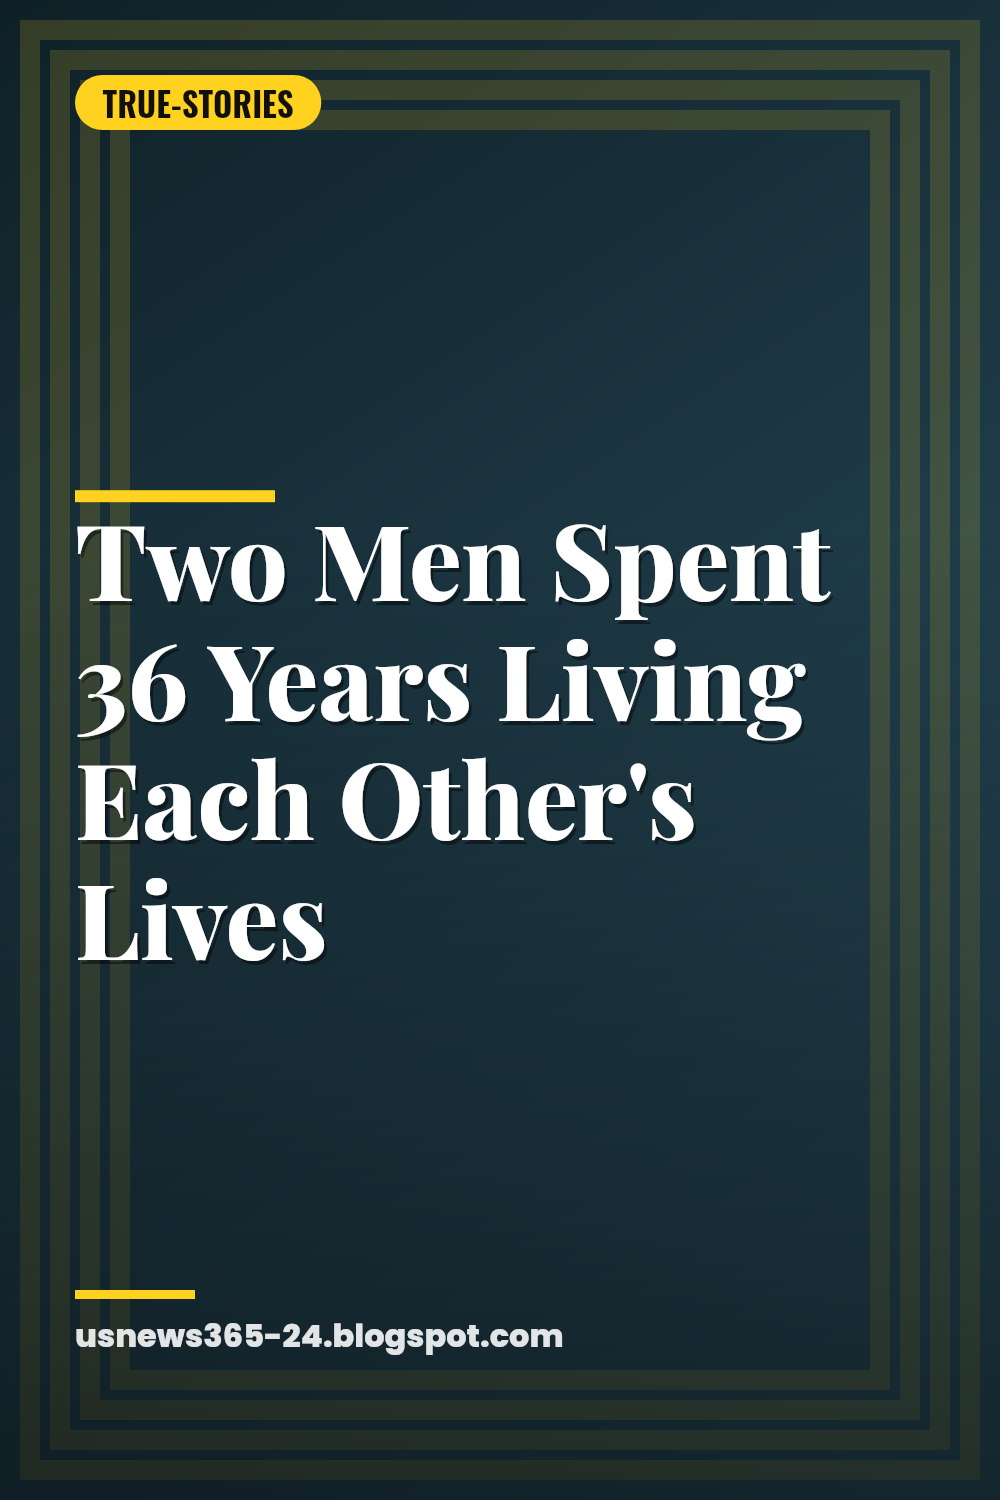 TRUE-STORIES
Two Men Spent
36 Years Living
Each Other's
Lives
usnews365-24.blogspot.com